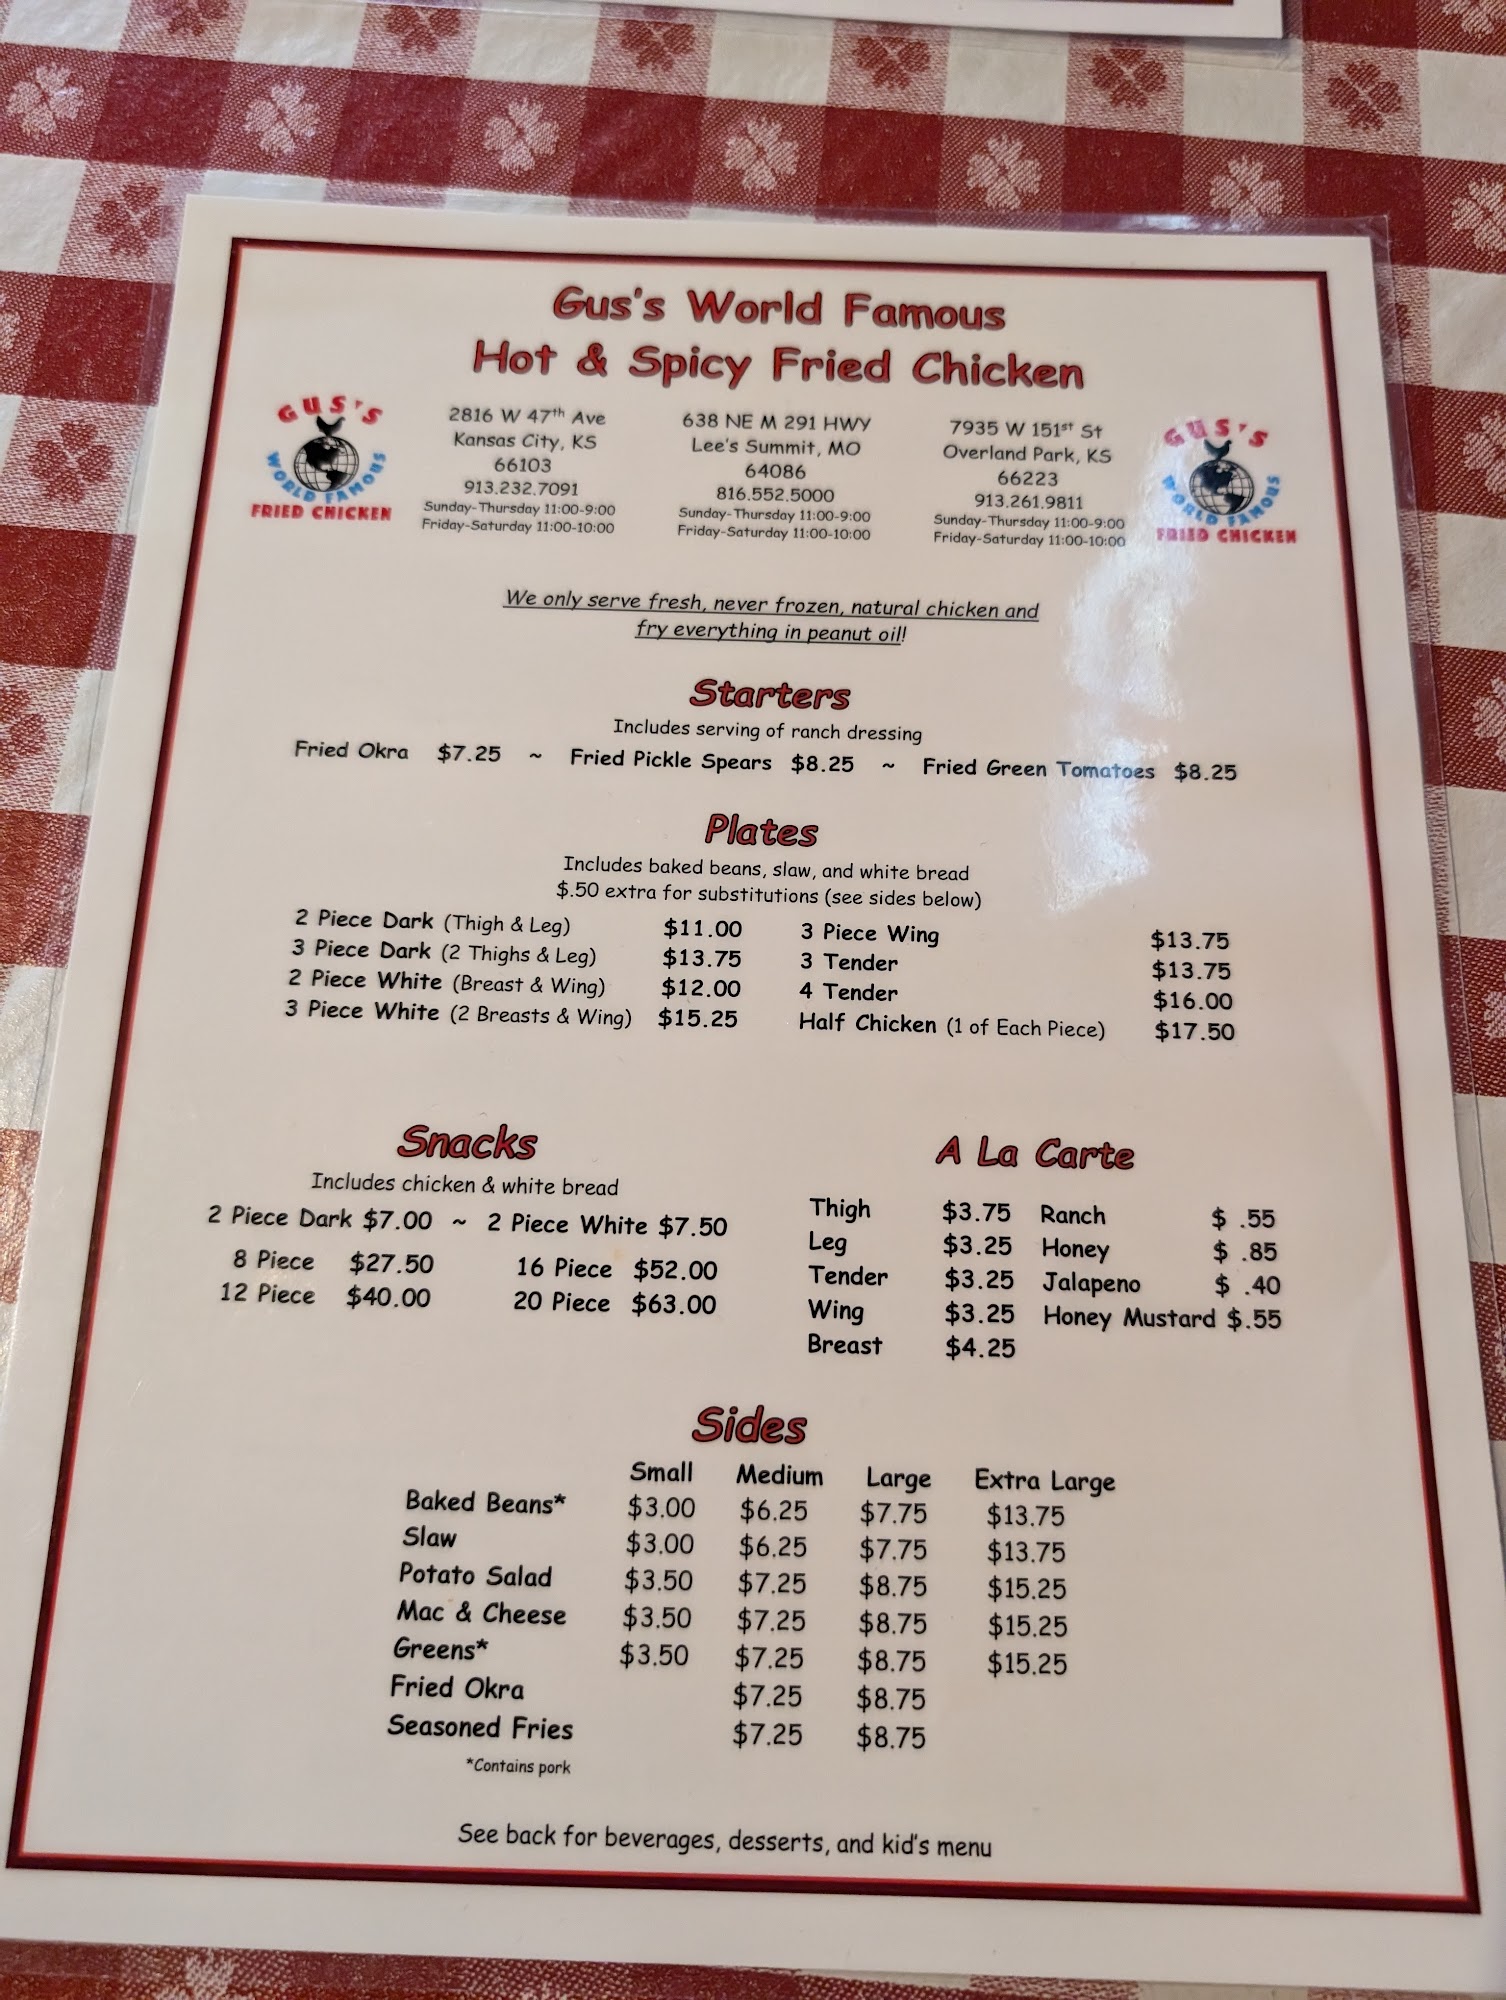 Gus's World Famous
Hot & Spicy Fried Chicken
GUS'S
WORLD FAMOUS
FRIED CHICKEN
2816 W 47th Ave
Kansas City, KS
66103
913.232.7091
Sunday-Thursday 11:00-9:00
Friday-Saturday 11:00-10:00
638 NE M 291 HWY
Lee's Summit, MO
64086
816.552.5000
Sunday-Thursday 11:00-9:00
Friday-Saturday 11:00-10:00
7935 W 151st St
Overland Park, KS
66223
913.261.9811
Sunday-Thursday 11:00-9:00
Friday-Saturday 11:00-10:00
GUS'S
WORLD FAMOUS
FRIED CHICKEN
We only serve fresh, never frozen, natural chicken and
fry everything in peanut oil!
Starters
Includes serving of ranch dressing
Fried Okra $7.25 ~ Fried Pickle Spears $8.25 ~ Fried Green Tomatoes $8.25
Plates
Includes baked beans, slaw, and white bread
$.50 extra for substitutions (see sides below)
2 Piece Dark (Thigh & Leg) $11.00 3 Piece Wing $13.75
3 Piece Dark (2 Thighs & Leg) $13.75 3 Tender $13.75
2 Piece White (Breast & Wing) $12.00 4 Tender $16.00
3 Piece White (2 Breasts & Wing) $15.25 Half Chicken (1 of Each Piece) $17.50
Snacks
Includes chicken & white bread
2 Piece Dark $7.00 ~ 2 Piece White $7.50
8 Piece $27.50 16 Piece $52.00
12 Piece $40.00 20 Piece $63.00
A La Carte
Thigh $3.75 Ranch $ .55
Leg $3.25 Honey $ .85
Tender $3.25 Jalapeno $ .40
Wing $3.25 Honey Mustard $.55
Breast $4.25
Sides
Small Medium Large Extra Large
Baked Beans* $3.00 $6.25 $7.75 $13.75
Slaw $3.00 $6.25 $7.75 $13.75
Potato Salad $3.50 $7.25 $8.75 $15.25
Mac & Cheese $3.50 $7.25 $8.75 $15.25
Greens* $3.50 $7.25 $8.75 $15.25
Fried Okra $7.25 $8.75
Seasoned Fries $7.25 $8.75
*Contains pork
See back for beverages, desserts, and kid's menu